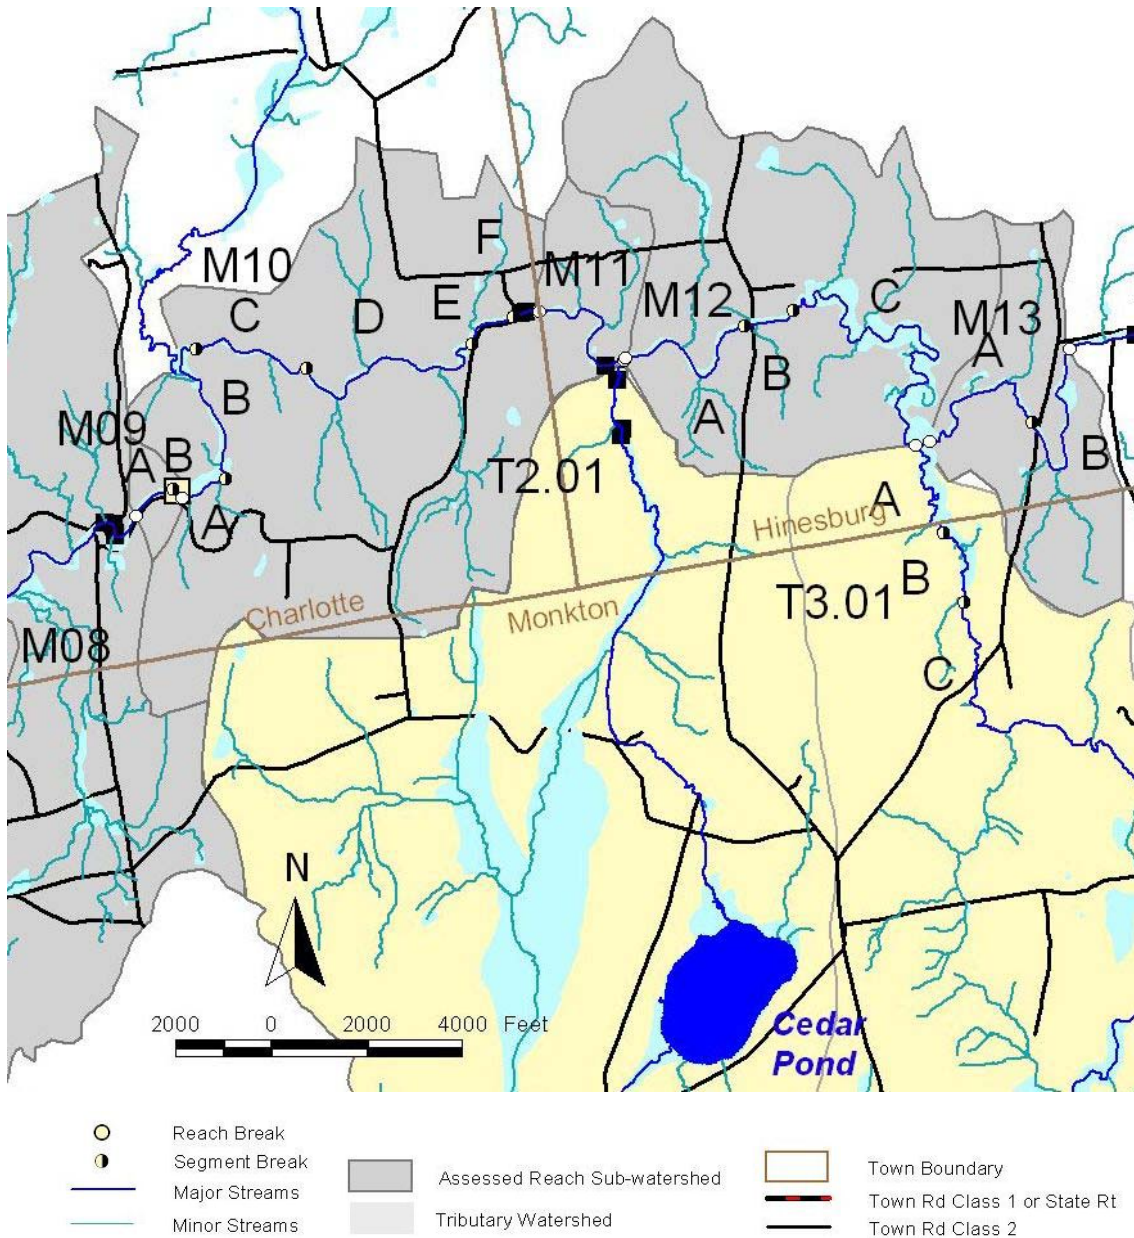 F
M10
M11
C
M12
C
E
D
M13
A
B
B
M09
A
B
A
B
T2.01
A
A
Hinesburg
B
T3.01
Charlotte
Monkton
M08
C
N
2000 0 2000 4000 Feet
Cedar
Pond
Reach Break
Segment Break
Major Streams
Minor Streams
Assessed Reach Sub-watershed
Tributary Watershed
Town Boundary
Town Rd Class 1 or State Rt
Town Rd Class 2